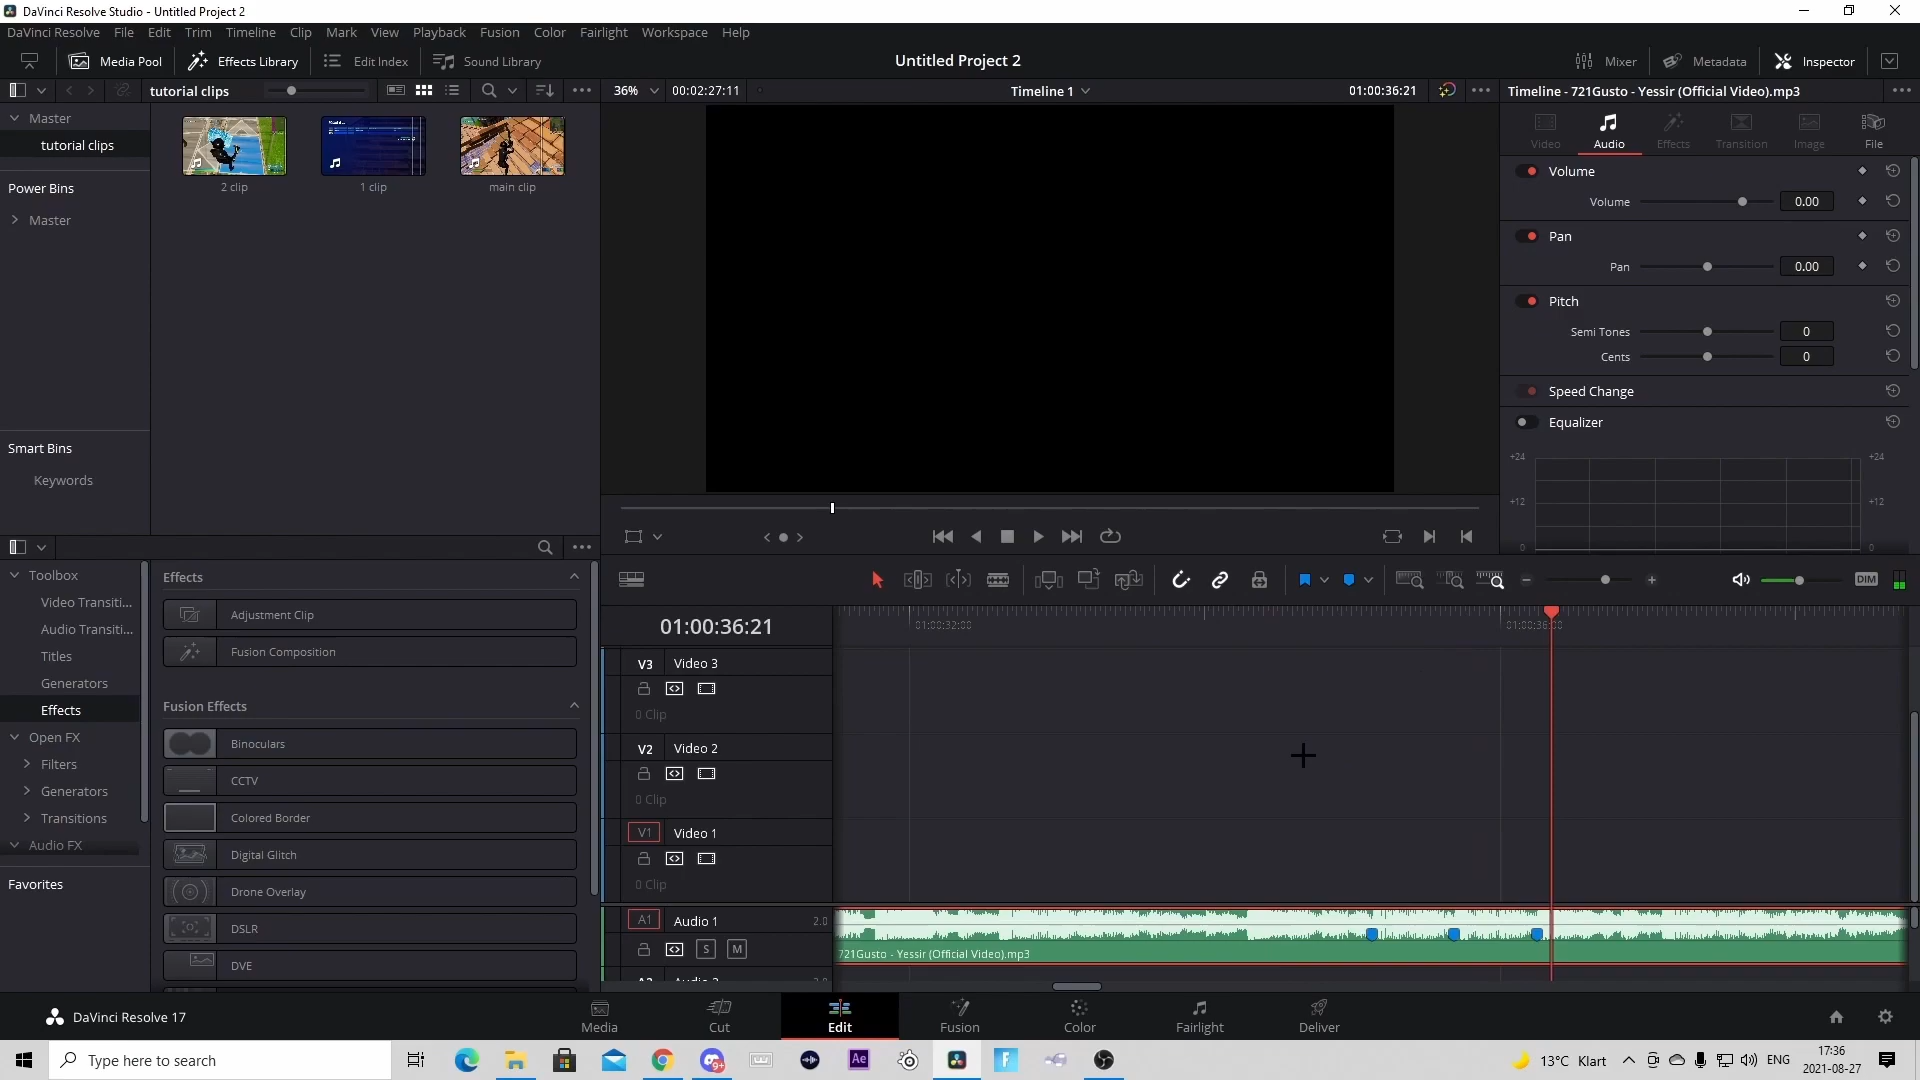 DaVinci Resolve Studio - Untitled Project 2
DaVinci Resolve File Edit Trim Timeline Clip Mark View Playback Fusion Color Fairlight Workspace Help
Media Pool Effects Library Edit Index Sound Library Untitled Project 2 Mixer Metadata Inspector
tutorial clips 36% 00:02:27:11 Timeline 1 01:00:36:21 Timeline - 721Gusto - Yessir (Official Video).mp3
Master
tutorial clips
Power Bins
Master
Smart Bins
Keywords
2 clip 1 clip main clip
Video Audio Effects Transition Image File
Volume
Volume 0.00
Pan
Pan 0.00
Pitch
Semi Tones 0
Cents 0
Speed Change
Equalizer
+24 +24
+12 +12
0 0
Toolbox
Video Transiti...
Audio Transiti...
Titles
Generators
Effects
Open FX
Filters
Generators
Transitions
Audio FX
Favorites
Effects
Adjustment Clip
Fusion Composition
Fusion Effects
Binoculars
CCTV
Colored Border
Digital Glitch
Drone Overlay
DSLR
DVE
DIM
01:00:36:21 01:00:32:00 01:00:36:00
V3 Video 3
0 Clip
V2 Video 2
0 Clip
V1 Video 1
0 Clip
A1 Audio 1 2.0
S M
721Gusto - Yessir (Official Video).mp3
DaVinci Resolve 17
Media Cut Edit Fusion Color Fairlight Deliver
Type here to search
9+
Ae
F
13°C Klart
ENG
17:36
2021-08-27